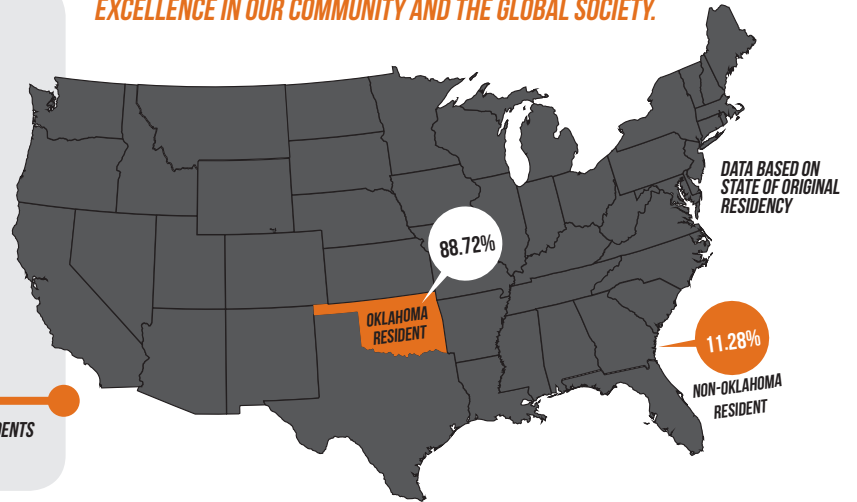 EXCELLENCE IN OUR COMMUNITY AND THE GLOBAL SOCIETY.
DATA BASED ON
STATE OF ORIGINAL
RESIDENCY
88.72%
OKLAHOMA
RESIDENT
11.28%
NON-OKLAHOMA
RESIDENT